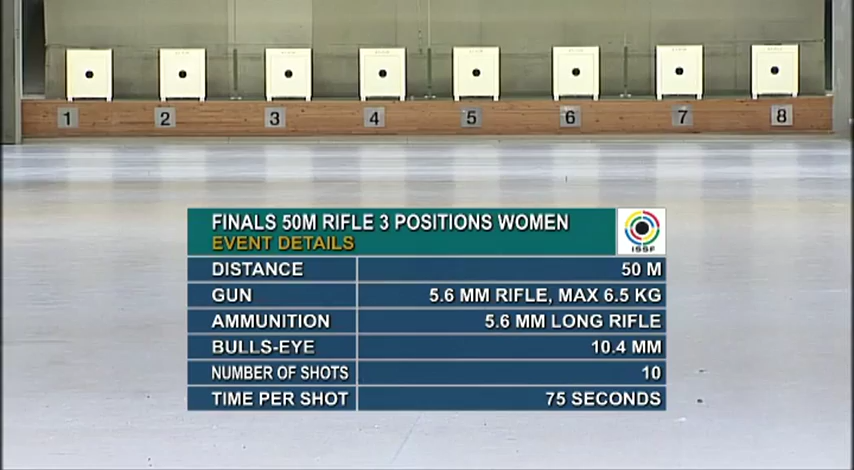 1 2 3 4 5 6 7 8
FINALS 50M RIFLE 3 POSITIONS WOMEN
EVENT DETAILS
ISSF
DISTANCE 50 M
GUN 5.6 MM RIFLE, MAX 6.5 KG
AMMUNITION 5.6 MM LONG RIFLE
BULLS-EYE 10.4 MM
NUMBER OF SHOTS 10
TIME PER SHOT 75 SECONDS